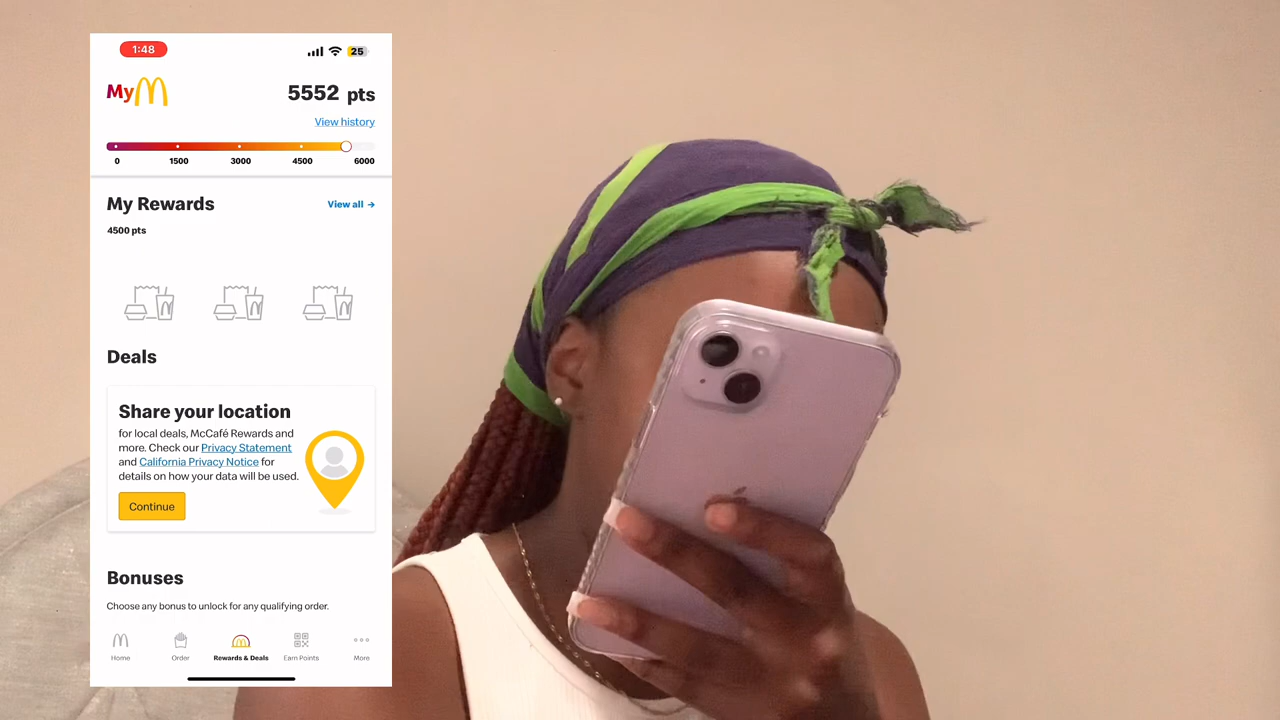 1:48
25
My
5552 pts
View history
0 1500 3000 4500 6000
My Rewards
View all →
4500 pts
Deals
Share your location
for local deals, McCafé Rewards and
more. Check our Privacy Statement
and California Privacy Notice for
details on how your data will be used.
Continue
Bonuses
Choose any bonus to unlock for any qualifying order.
Home Order Rewards & Deals Earn Points More